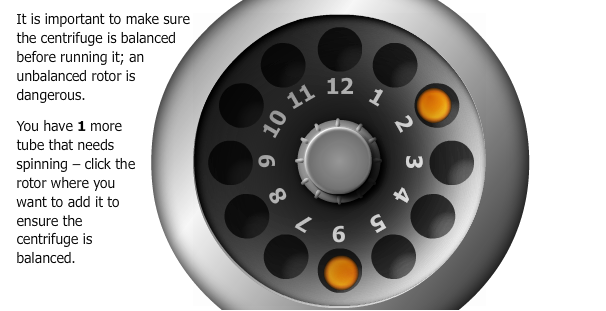 It is important to make sure
the centrifuge is balanced
before running it; an
unbalanced rotor is
dangerous.
You have 1 more
tube that needs
spinning – click the
rotor where you
want to add it to
ensure the
centrifuge is
balanced.
12
1
2
3
4
5
6
7
8
9
10
11